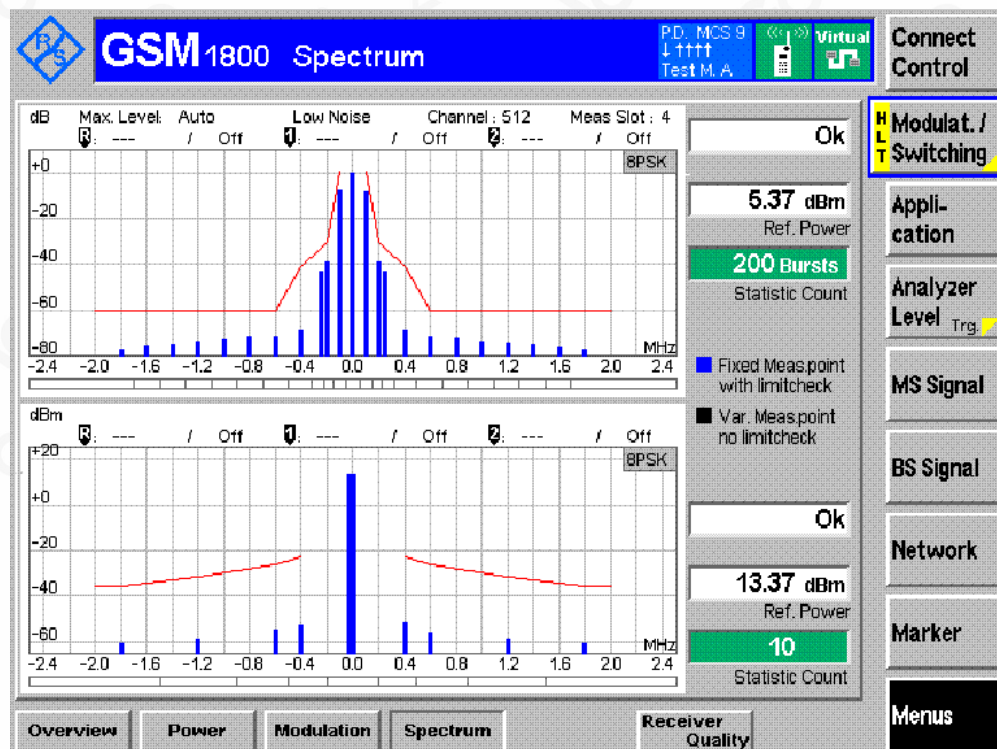 R/S
GSM 1800 Spectrum
P.D. MCS 9
↓ ↑↑↑↑
Test M. A
Virtual
Connect Control
dB Max. Level: Auto Low Noise Channel : 512 Meas Slot : 4
R: --- / Off 1: --- / Off 2: --- / Off
8PSK
+0
-20
-40
-60
-80
MHz
-2.4 -2.0 -1.6 -1.2 -0.8 -0.4 0.0 0.4 0.8 1.2 1.6 2.0 2.4
Ok
5.37 dBm
Ref. Power
200 Bursts
Statistic Count
Fixed Meas.point
with limitcheck
Var. Meas.point
no limitcheck
dBm
R: --- / Off 1: --- / Off 2: --- / Off
8PSK
+20
+0
-20
-40
-60
MHz
-2.4 -2.0 -1.6 -1.2 -0.8 -0.4 0.0 0.4 0.8 1.2 1.6 2.0 2.4
Ok
13.37 dBm
Ref. Power
10
Statistic Count
HLT
Modulat. /
Switching
Appli-
cation
Analyzer
Level Trg.
MS Signal
BS Signal
Network
Marker
Menus
Overview Power Modulation Spectrum Receiver
Quality